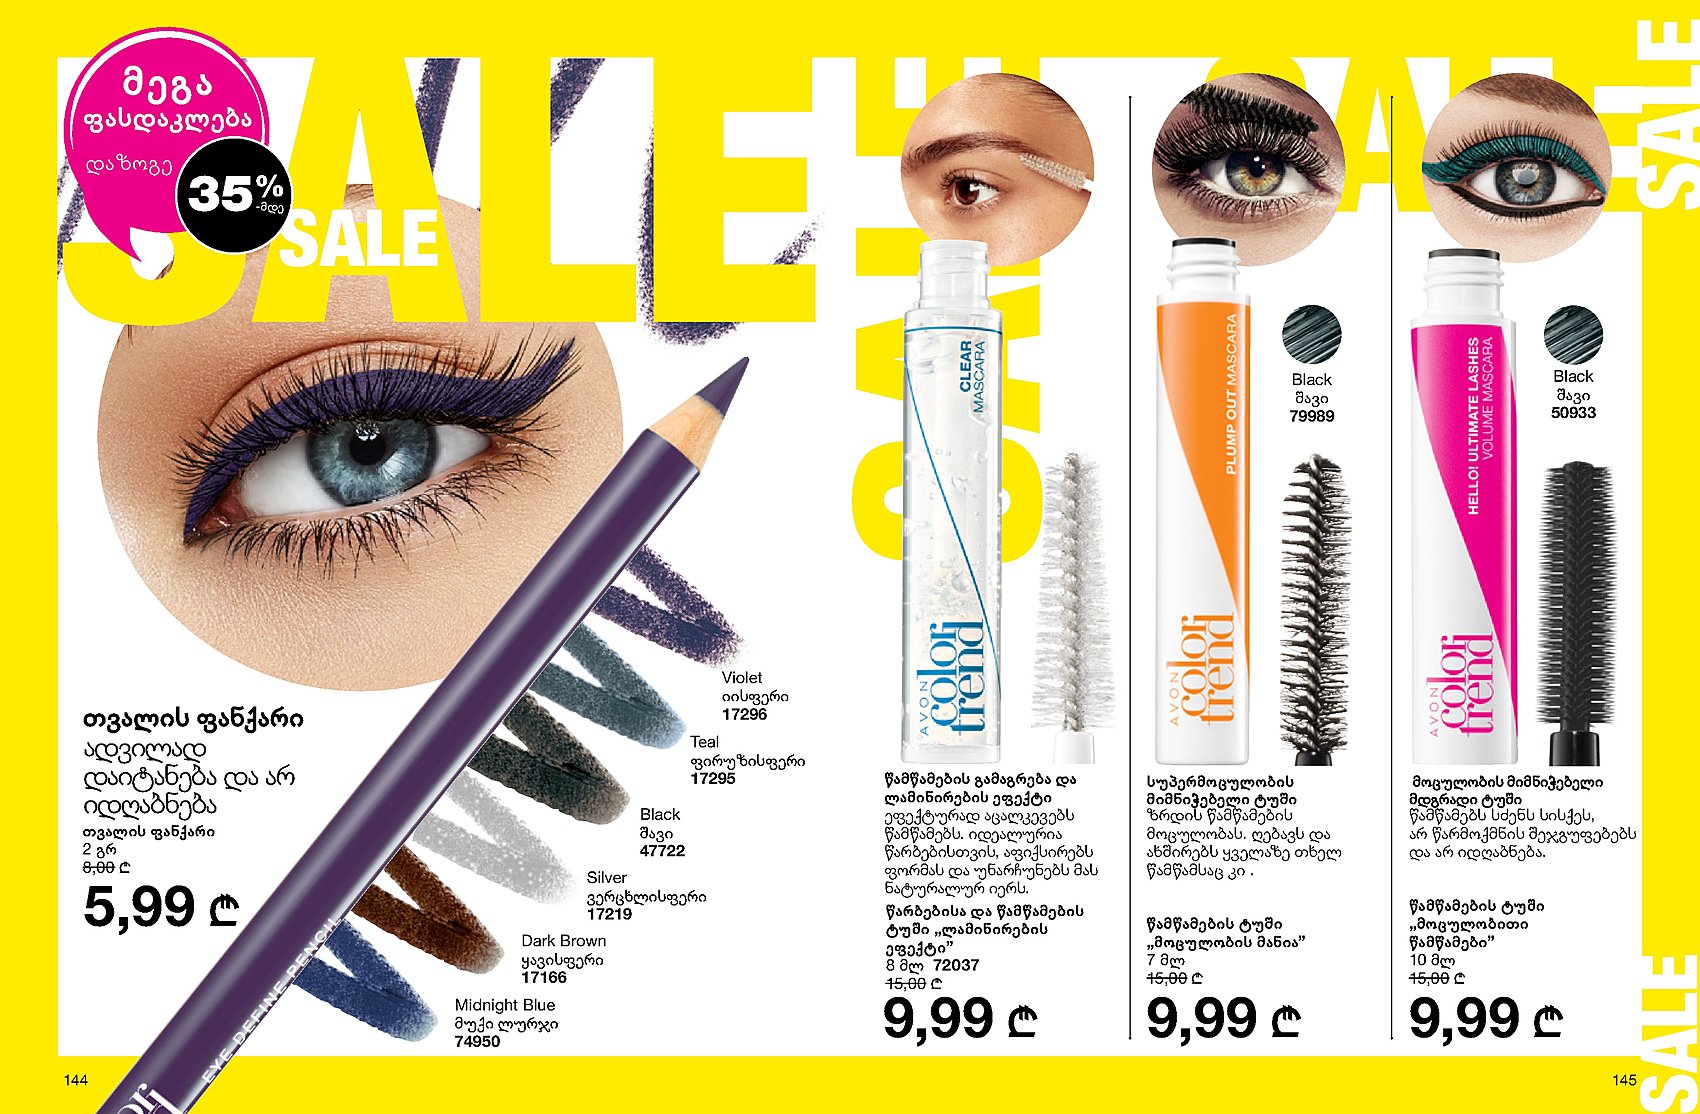 SALE
მეგა
ფასდაკლება
დაზოგე
35%
-მდე
SALE
თვალის ფანქარი
ადვილად
დაიტანება და არ
იდღაბნება
თვალის ფანქარი
2 გრ
8,00 ₾
5,99 ₾
EYE DEFINE PENCIL
color
trend
Violet
იისფერი
17296
Teal
ფირუზისფერი
17295
Black
შავი
47722
Silver
ვერცხლისფერი
17219
Dark Brown
ყავისფერი
17166
Midnight Blue
მუქი ლურჯი
74950
144
SALE
CLEAR
MASCARA
AVON
color
trend
წამწამების გამაგრება და
ლამინირების ეფექტი
ეფექტურად აცალკევებს
წამწამებს. იდეალურია
წარბებისთვის, აფიქსირებს
ფორმას და უნარჩუნებს მას
ნატურალურ იერს.
წარბებისა და წამწამების
ტუში „ლამინირების
ეფექტი”
8 მლ 72037
15,00 ₾
9,99 ₾
SALE
PLUMP OUT MASCARA
AVON
color
trend
Black
შავი
79989
სუპერმოცულობის
მიმნიჭებელი ტუში
ზრდის წამწამების
მოცულობას. ღებავს და
ახშირებს ყველაზე თხელ
წამწამსაც კი .
წამწამების ტუში
„მოცულობის მანია”
7 მლ
15,00 ₾
9,99 ₾
HELLO! ULTIMATE LASHES
VOLUME MASCARA
AVON
color
trend
Black
შავი
50933
მოცულობის მიმნიჭებელი
მდგრადი ტუში
წამწამებს სძენს სისქეს,
არ წარმოქმნის შეჯგუფებებს
და არ იდღაბნება.
წამწამების ტუში
„მოცულობითი
წამწამები”
10 მლ
15,00 ₾
9,99 ₾
SALE
SALE
145